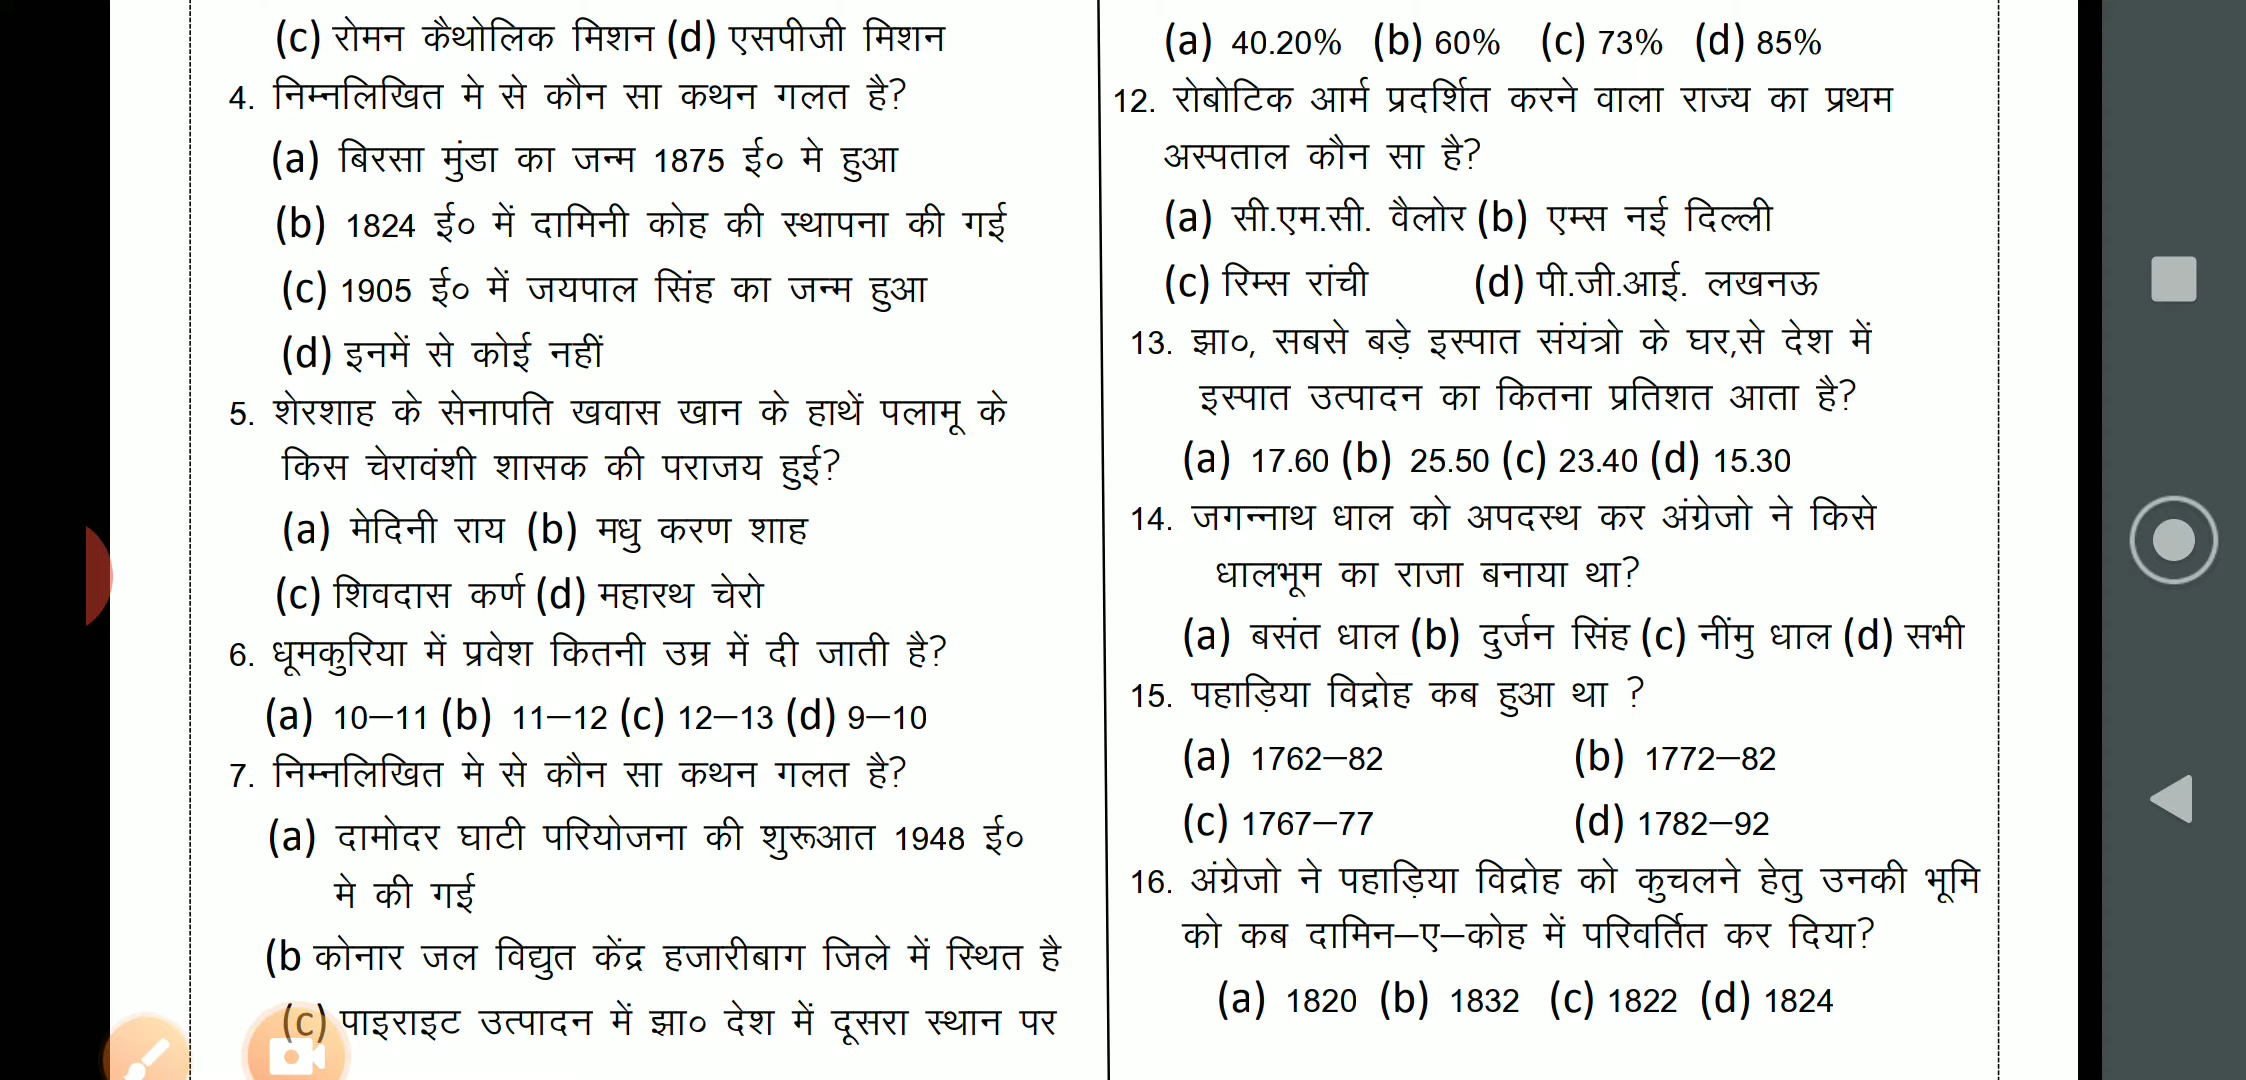 (c) रोमन कैथोलिक मिशन (d) एसपीजी मिशन
4. निम्नलिखित मे से कौन सा कथन गलत है?
(a) बिरसा मुंडा का जन्म 1875 ई० मे हुआ
(b) 1824 ई० में दामिनी कोह की स्थापना की गई
(c) 1905 ई० में जयपाल सिंह का जन्म हुआ
(d) इनमें से कोई नहीं
5. शेरशाह के सेनापति खवास खान के हाथें पलामू के
किस चेरावंशी शासक की पराजय हुई?
(a) मेदिनी राय (b) मधु करण शाह
(c) शिवदास कर्ण (d) महारथ चेरो
6. धूमकुरिया में प्रवेश कितनी उम्र में दी जाती है?
(a) 10–11 (b) 11–12 (c) 12–13 (d) 9–10
7. निम्नलिखित मे से कौन सा कथन गलत है?
(a) दामोदर घाटी परियोजना की शुरूआत 1948 ई०
मे की गई
(b कोनार जल विद्युत केंद्र हजारीबाग जिले में स्थित है
(c) पाइराइट उत्पादन में झा० देश में दूसरा स्थान पर
(a) 40.20% (b) 60% (c) 73% (d) 85%
12. रोबोटिक आर्म प्रदर्शित करने वाला राज्य का प्रथम
अस्पताल कौन सा है?
(a) सी.एम.सी. वैलोर (b) एम्स नई दिल्ली
(c) रिम्स रांची (d) पी.जी.आई. लखनऊ
13. झा०, सबसे बड़े इस्पात संयंत्रो के घर,से देश में
इस्पात उत्पादन का कितना प्रतिशत आता है?
(a) 17.60 (b) 25.50 (c) 23.40 (d) 15.30
14. जगन्नाथ धाल को अपदस्थ कर अंग्रेजो ने किसे
धालभूम का राजा बनाया था?
(a) बसंत धाल (b) दुर्जन सिंह (c) नींमु धाल (d) सभी
15. पहाड़िया विद्रोह कब हुआ था ?
(a) 1762–82 (b) 1772–82
(c) 1767–77 (d) 1782–92
16. अंग्रेजो ने पहाड़िया विद्रोह को कुचलने हेतु उनकी भूमि
को कब दामिन–ए–कोह में परिवर्तित कर दिया?
(a) 1820 (b) 1832 (c) 1822 (d) 1824